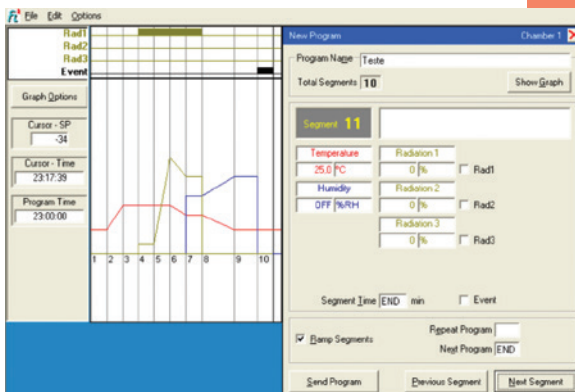 File Edit Options
Rad1
Rad2
Rad3
Event
Graph Options
Cursor - SP
-34
Cursor - Time
23:17:39
Program Time
23:00:00
1 2 3 4 5 6 7 8 9 10
New Program Chamber 1
Program Name Teste
Total Segments 10 Show Graph
Segment 11
Temperature Radiation 1
25,0 °C 0 % Rad1
Humidity Radiation 2
OFF %RH 0 % Rad2
Radiation 3
0 % Rad3
Segment Time END min Event
Ramp Segments Repeat Program
Next Program END
Send Program Previous Segment Next Segment